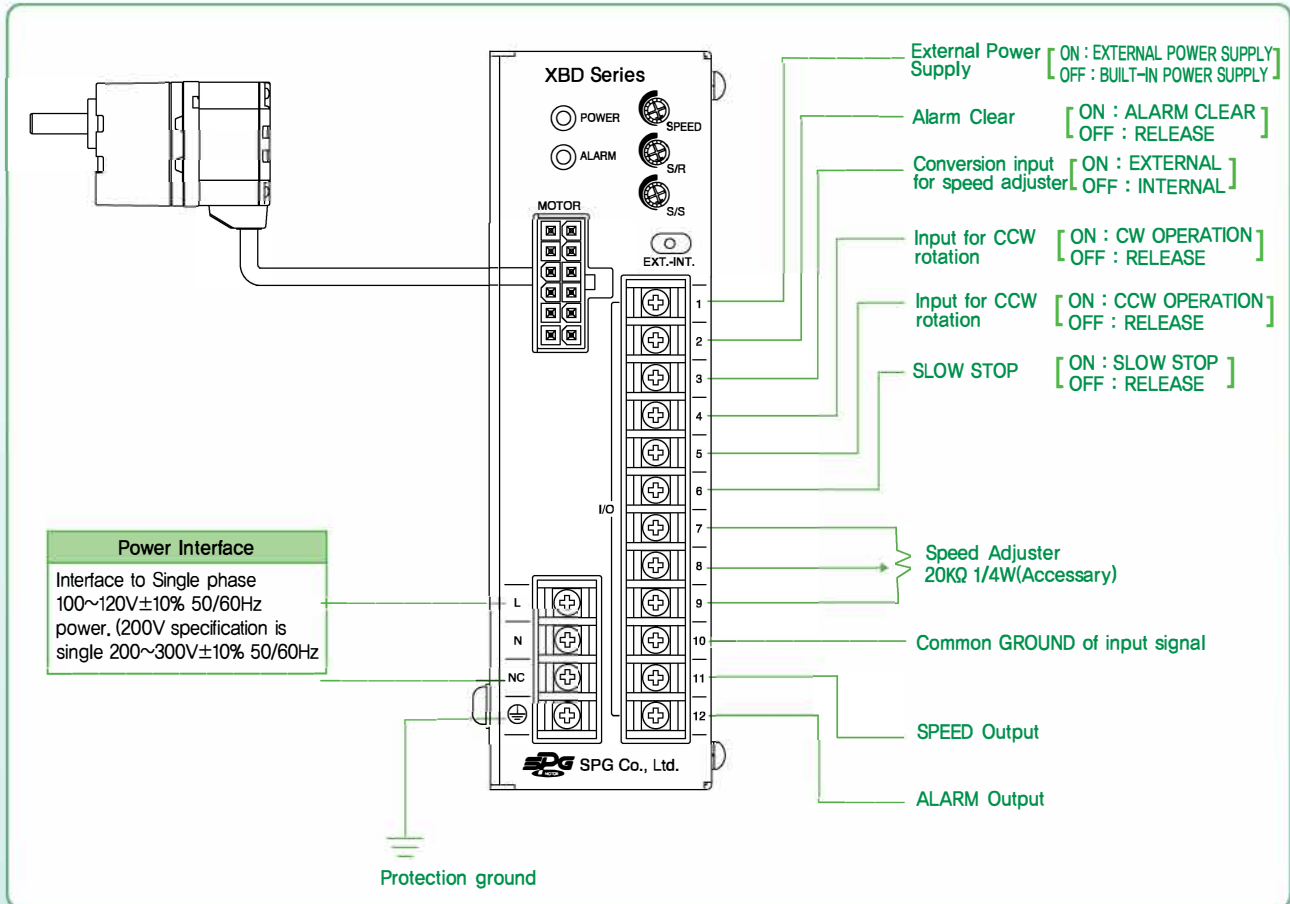 XBD Series
POWER
SPEED
ALARM
S/R
S/S
MOTOR
EXT.-INT.
1
2
3
4
5
6
7
8
9
10
11
12
I/O
L
N
NC
SPG MOTOR SPG Co., Ltd.
External Power Supply [ON : EXTERNAL POWER SUPPLY
OFF : BUILT-IN POWER SUPPLY]
Alarm Clear [ON : ALARM CLEAR
OFF : RELEASE]
Conversion input
for speed adjuster [ON : EXTERNAL
OFF : INTERNAL]
Input for CCW
rotation [ON : CW OPERATION
OFF : RELEASE]
Input for CCW
rotation [ON : CCW OPERATION
OFF : RELEASE]
SLOW STOP [ON : SLOW STOP
OFF : RELEASE]
Speed Adjuster
20KΩ 1/4W(Accessary)
Common GROUND of input signal
SPEED Output
ALARM Output
Power Interface
Interface to Single phase
100~120V±10% 50/60Hz
power. (200V specification is
single 200~300V±10% 50/60Hz
Protection ground